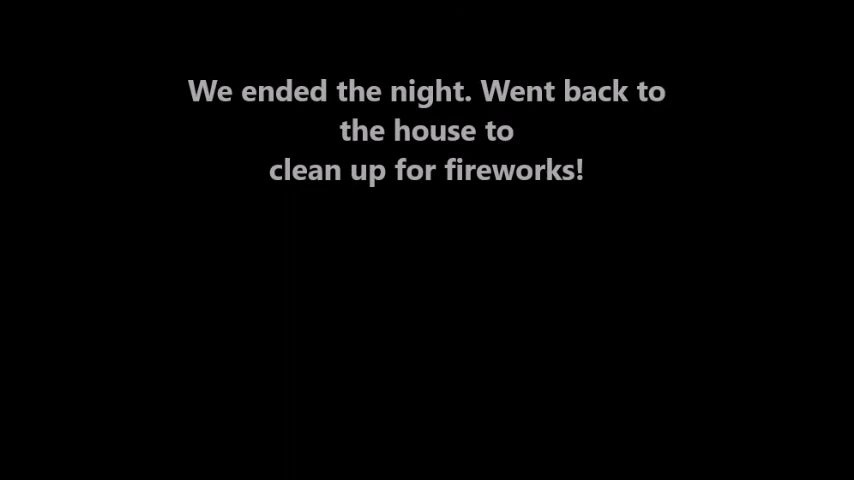 We ended the night. Went back to
the house to
clean up for fireworks!